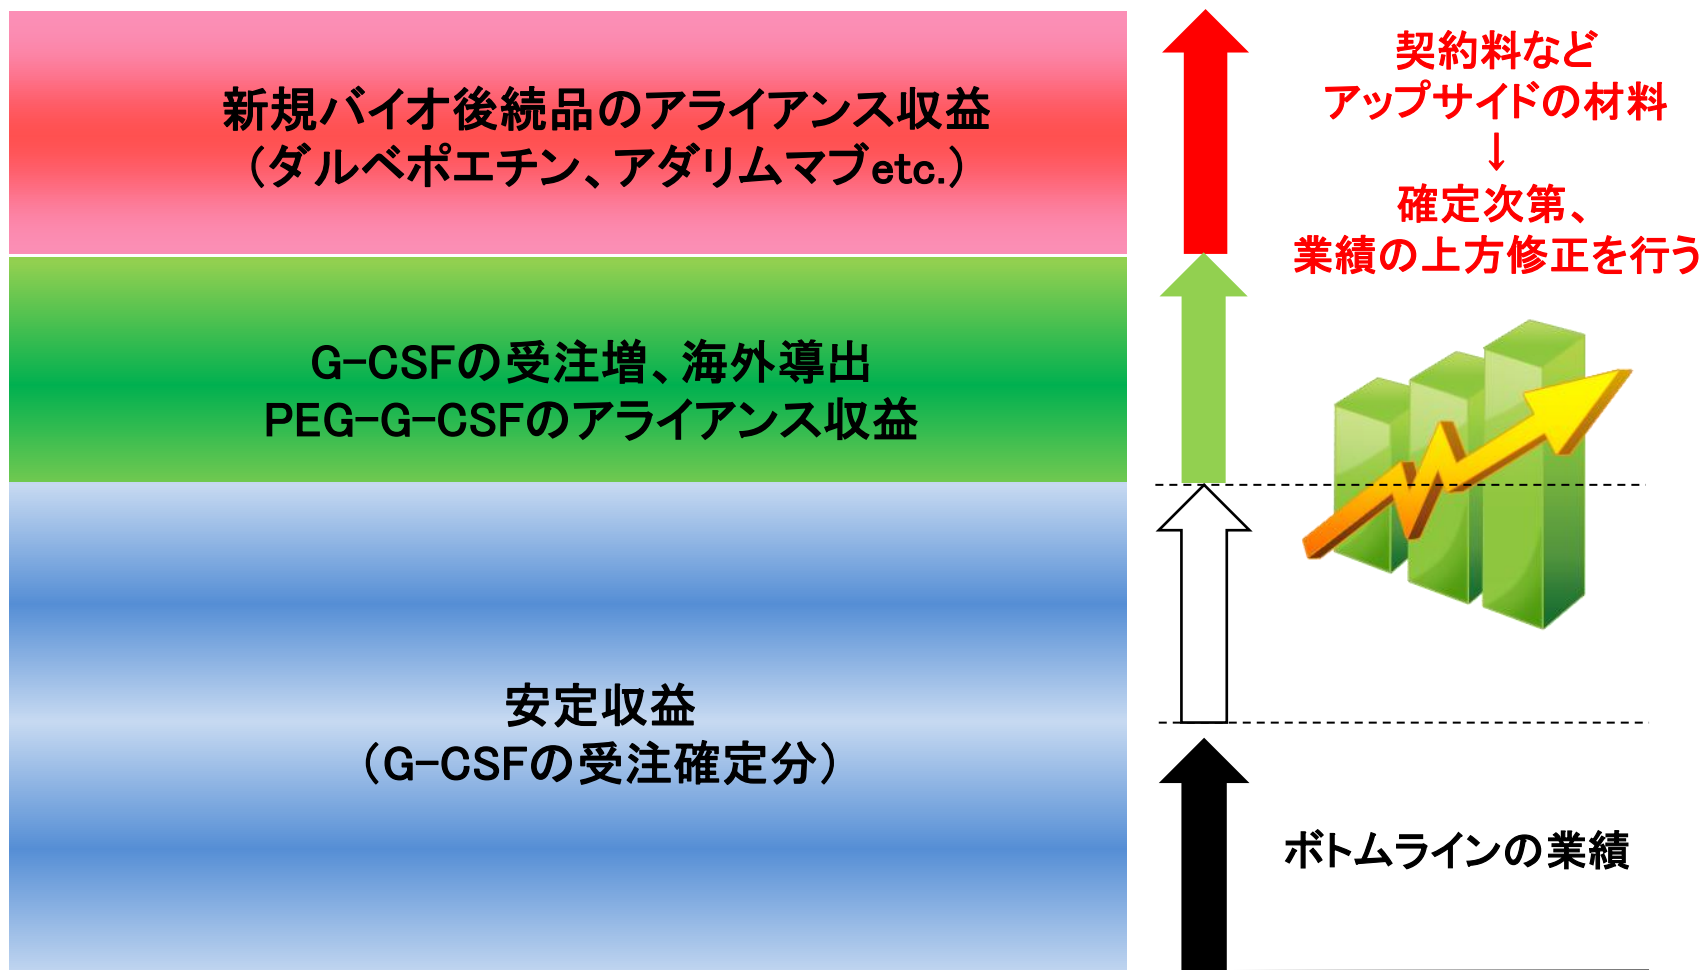 新規バイオ後続品のアライアンス収益
（ダルベポエチン、アダリムマブetc.）
G-CSFの受注増、海外導出
PEG-G-CSFのアライアンス収益
安定収益
（G-CSFの受注確定分）
契約料など
アップサイドの材料
↓
確定次第、
業績の上方修正を行う
ボトムラインの業績